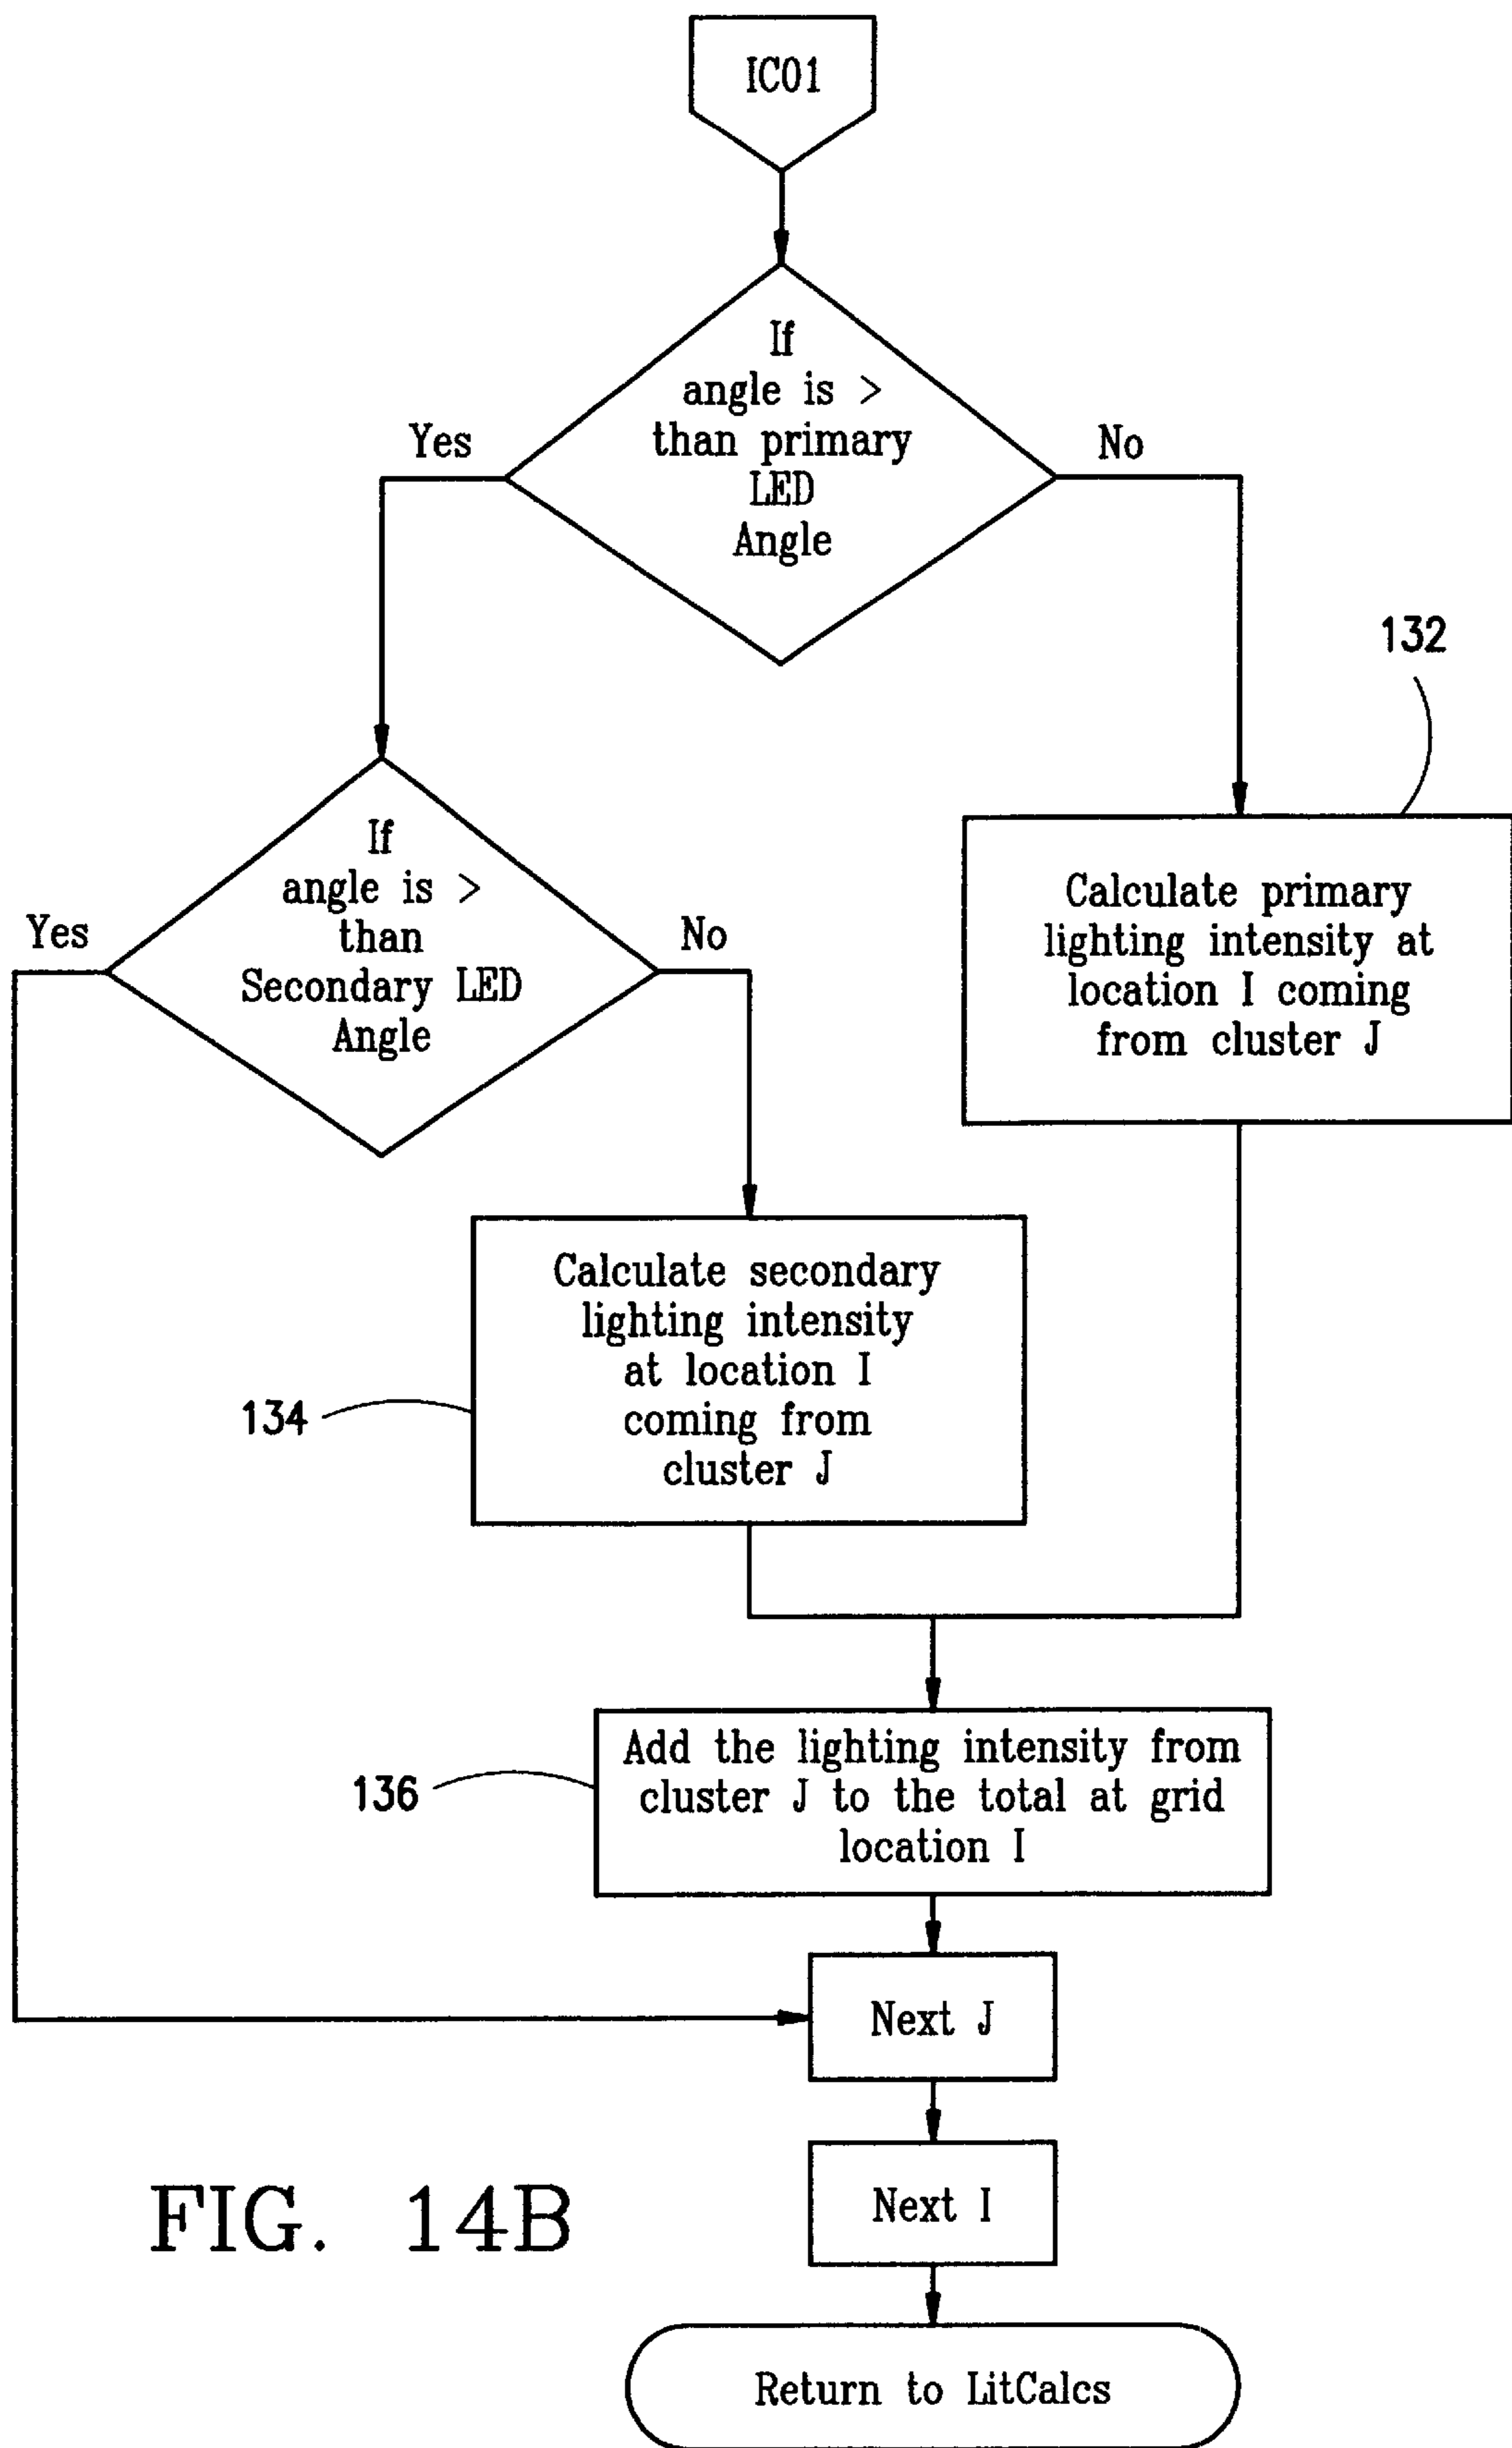 IC01
If
angle is >
than primary
LED
Angle
Yes
No
132
If
angle is >
than
Secondary LED
Angle
Yes
No
Calculate primary
lighting intensity at
location I coming
from cluster J
Calculate secondary
lighting intensity
at location I
coming from
cluster J
134
Add the lighting intensity from
cluster J to the total at grid
location I
136
Next J
Next I
FIG. 14B
Return to LitCalcs